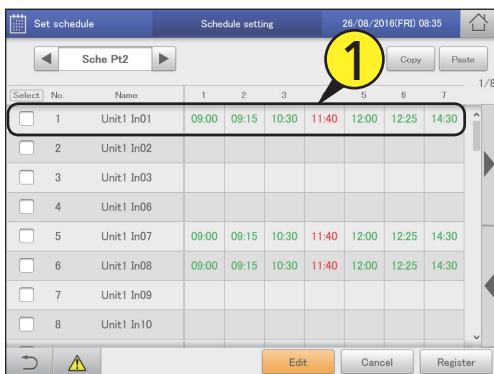 Set schedule Schedule setting 26/08/2016(FRI) 08:35
Sche Pt2 Copy Paste
1/8
Select No. Name 1 2 3 5 6 7
1
1 Unit1 In01 09:00 09:15 10:30 11:40 12:00 12:25 14:30
2 Unit1 In02
3 Unit1 In03
4 Unit1 In06
5 Unit1 In07 09:00 09:15 10:30 11:40 12:00 12:25 14:30
6 Unit1 In08 09:00 09:15 10:30 11:40 12:00 12:25 14:30
7 Unit1 In09
8 Unit1 In10
Edit Cancel Register